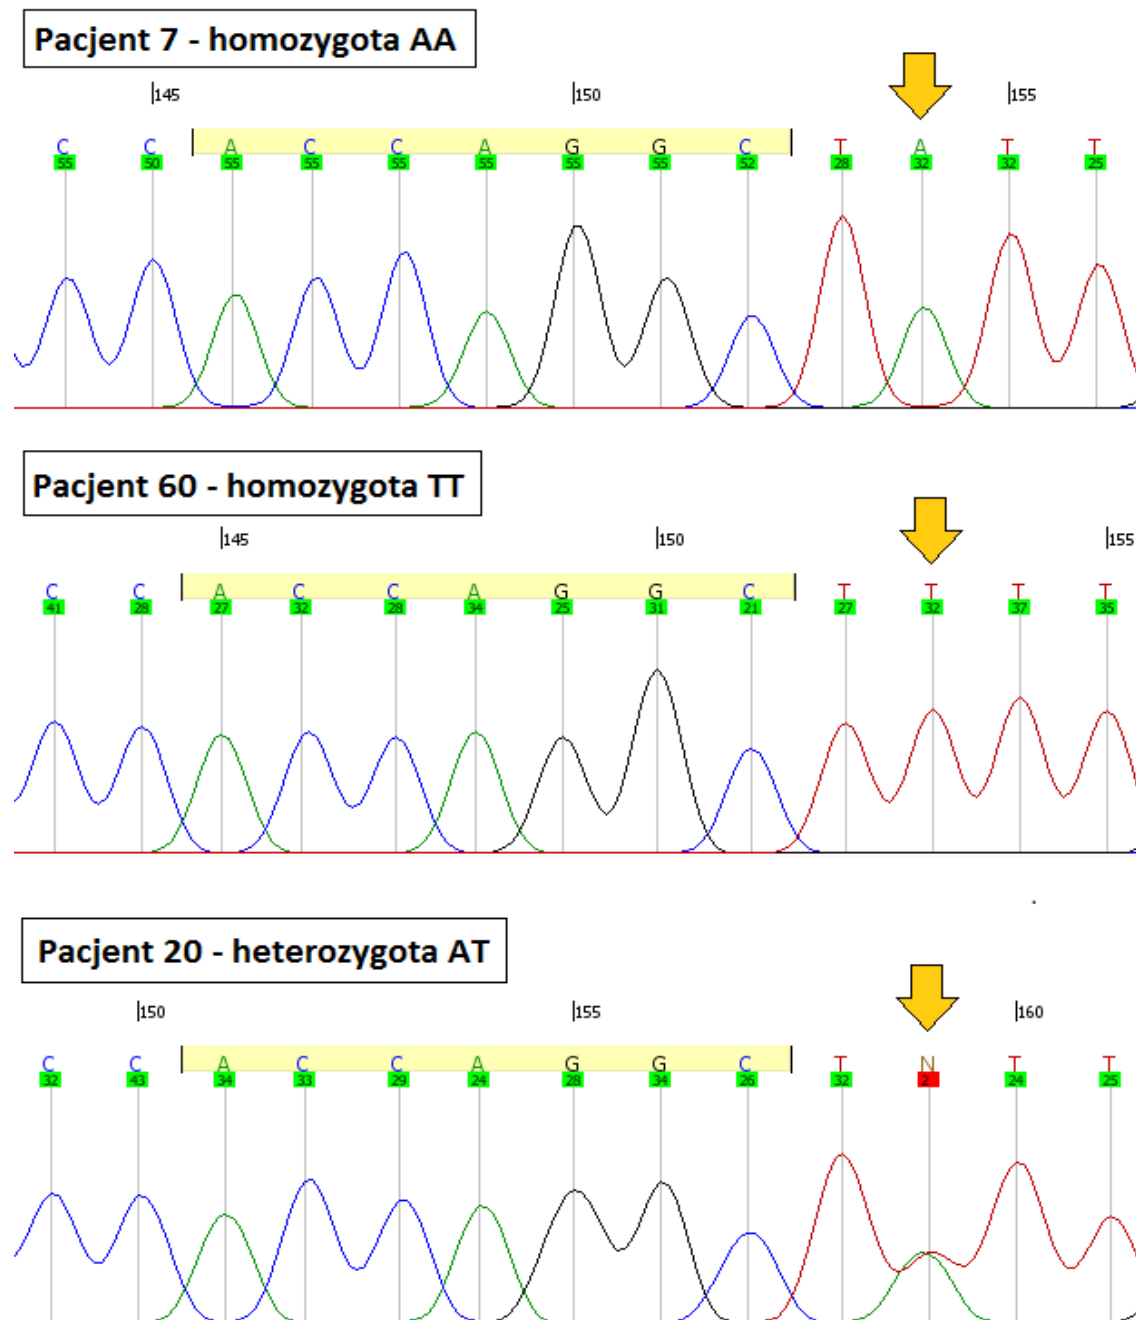 Pacjent 7 - homozygota AA
145 150 155
C C A C C A G G C T A T T
55 50 55 55 55 55 55 55 52 28 32 32 25
Pacjent 60 - homozygota TT
145 150 155
C C A C C A G G C T T T T
41 28 27 32 28 34 25 31 21 27 32 37 35
Pacjent 20 - heterozygota AT
150 155 160
C C A C C A G G C T N T T
32 43 34 33 29 24 28 34 26 32 2 24 25